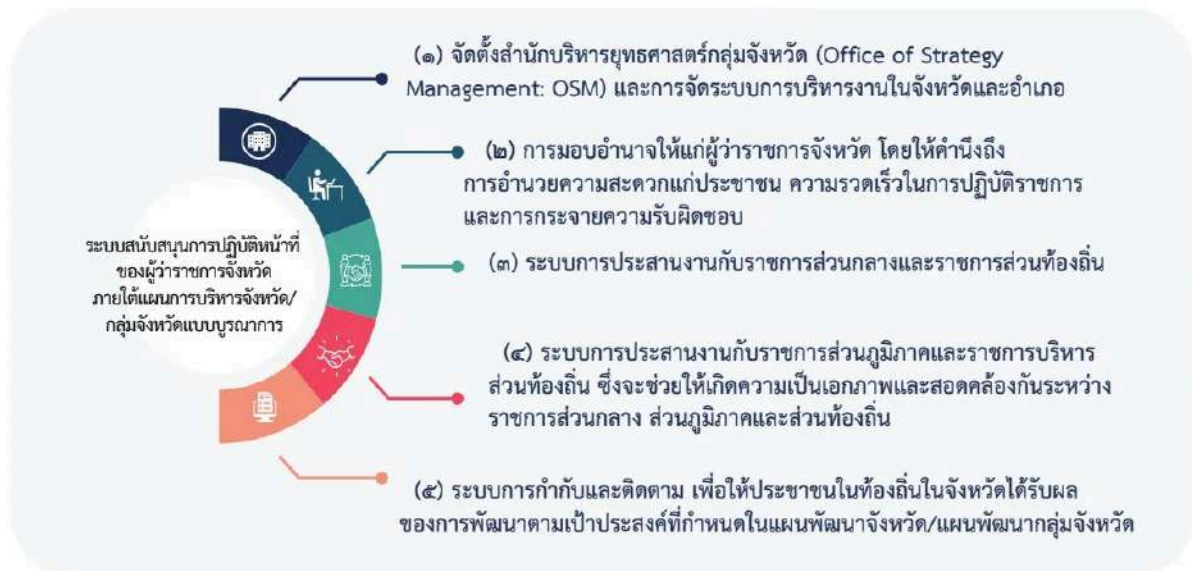 (๑) จัดตั้งสำนักบริหารยุทธศาสตร์กลุ่มจังหวัด (Office of Strategy
Management: OSM) และการจัดระบบการบริหารงานในจังหวัดและอำเภอ
(๒) การมอบอำนาจให้แก่ผู้ว่าราชการจังหวัด โดยให้คำนึงถึง
การอำนวยความสะดวกแก่ประชาชน ความรวดเร็วในการปฏิบัติราชการ
และการกระจายความรับผิดชอบ
ระบบสนับสนุนการปฏิบัติหน้าที่
ของผู้ว่าราชการจังหวัด
ภายใต้แผนการบริหารจังหวัด/
กลุ่มจังหวัดแบบบูรณาการ
(๓) ระบบการประสานงานกับราชการส่วนกลางและราชการส่วนท้องถิ่น
(๔) ระบบการประสานงานกับราชการส่วนภูมิภาคและราชการบริหาร
ส่วนท้องถิ่น ซึ่งจะช่วยให้เกิดความเป็นเอกภาพและสอดคล้องกันระหว่าง
ราชการส่วนกลาง ส่วนภูมิภาคและส่วนท้องถิ่น
(๕) ระบบการกำกับและติดตาม เพื่อให้ประชาชนในท้องถิ่นในจังหวัดได้รับผล
ของการพัฒนาตามเป้าประสงค์ที่กำหนดในแผนพัฒนาจังหวัด/แผนพัฒนากลุ่มจังหวัด